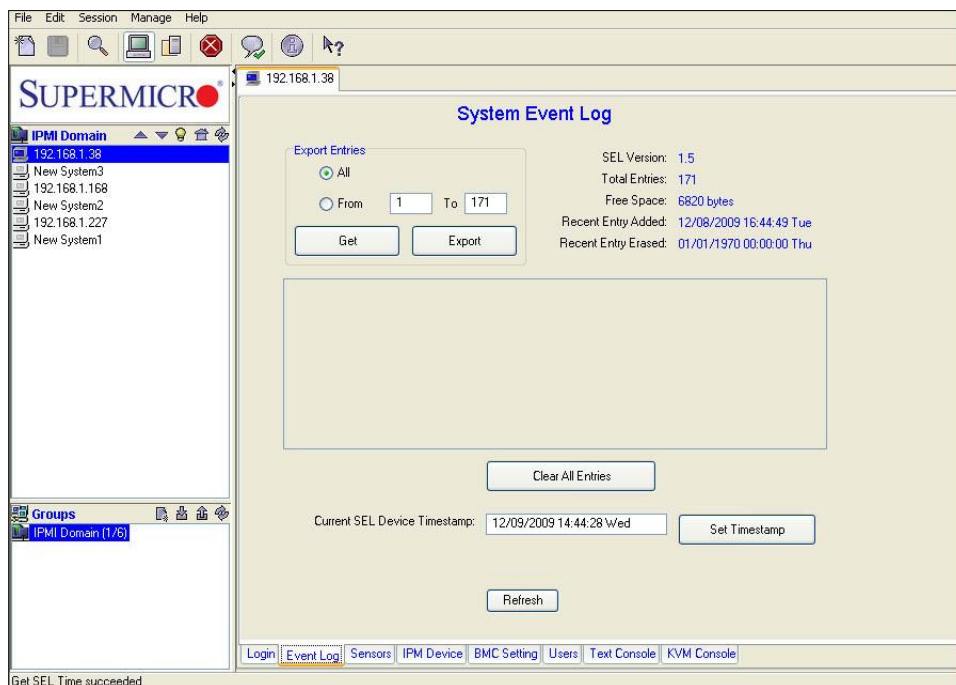 File Edit Session Manage Help
SUPERMICRO
IPMI Domain
192.168.1.38
New System3
192.168.1.168
New System2
192.168.1.227
New System1
Groups
IPMI Domain (1/6)
192.168.1.38
System Event Log
Export Entries
All
From 1 To 171
Get Export
SEL Version: 1.5
Total Entries: 171
Free Space: 6820 bytes
Recent Entry Added: 12/08/2009 16:44:49 Tue
Recent Entry Erased: 01/01/1970 00:00:00 Thu
Clear All Entries
Current SEL Device Timestamp: 12/09/2009 14:44:28 Wed Set Timestamp
Refresh
Login Event Log Sensors IPM Device BMC Setting Users Text Console KVM Console
Get SEL Time succeeded